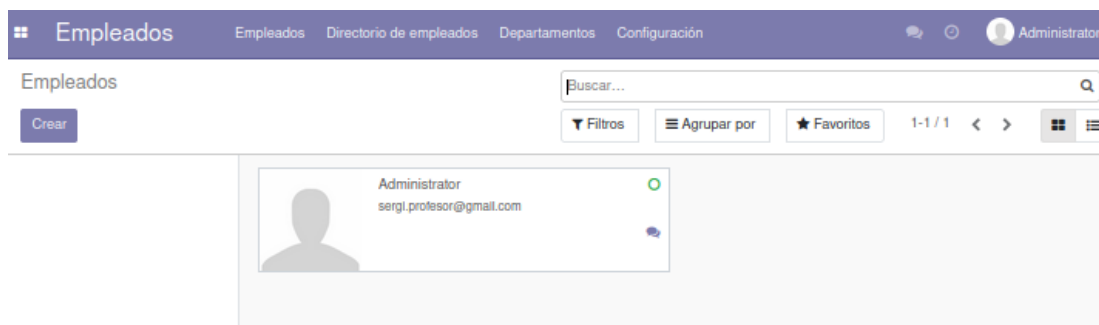 Empleados Empleados Directorio de empleados Departamentos Configuración Administrator
Empleados Buscar...
Crear Filtros Agrupar por Favoritos 1-1 / 1
Administrator
sergi.profesor@gmail.com